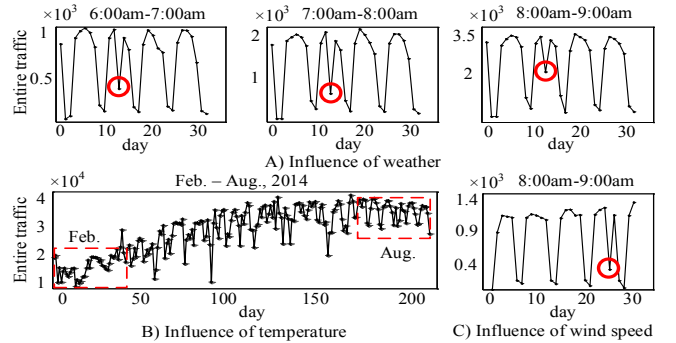 ×10³ 6:00am-7:00am
×10³ 7:00am-8:00am
×10³ 8:00am-9:00am
Entire traffic
1
0.5
0 10 20 30
day
2
1
0 10 20 30
day
3.5
2
0 10 20 30
day
A) Influence of weather
×10⁴ Feb. – Aug., 2014
Entire traffic
4
3
2
1
Feb.
Aug.
0 50 100 150 200
day
B) Influence of temperature
×10³ 8:00am-9:00am
1.4
0.8
0.4
0 10 20 30
day
C) Influence of wind speed